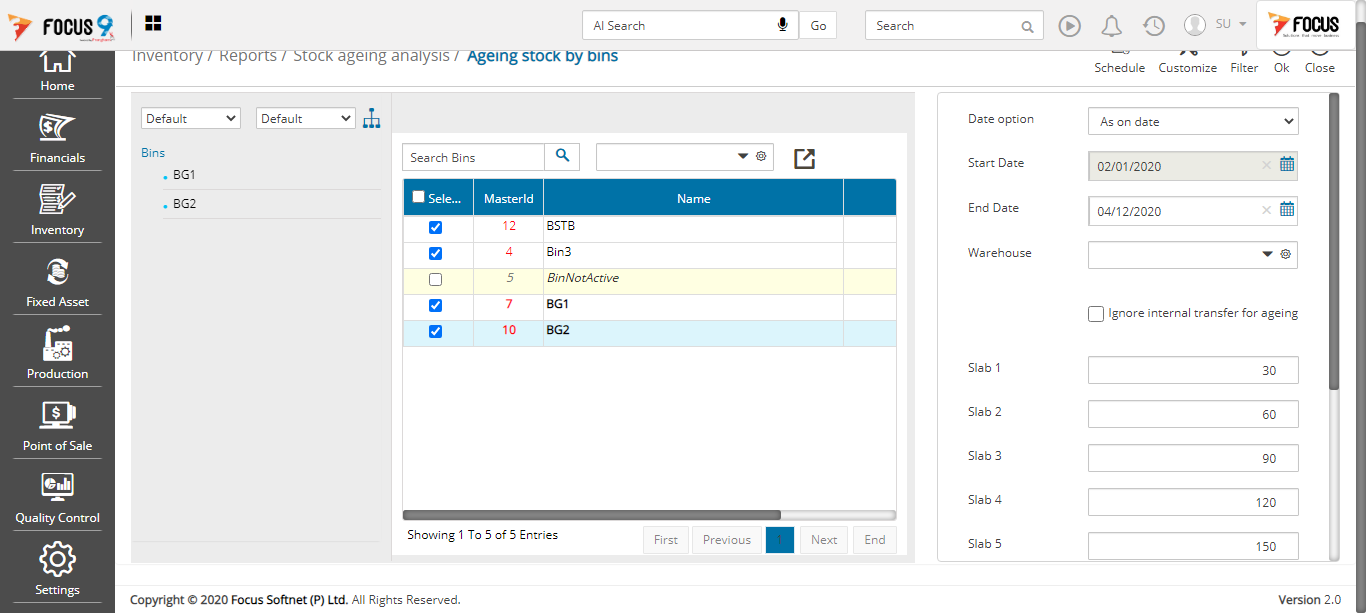 FOCUS 9
AI Search
Go
Search
SU
FOCUS
Inventory / Reports / Stock ageing analysis / Ageing stock by bins
Schedule Customize Filter Ok Close
Home
Financials
Inventory
Fixed Asset
Production
Point of Sale
Quality Control
Settings
Default Default
Bins
BG1
BG2
Search Bins
Sele... MasterId Name
12 BSTB
4 Bin3
5 BinNotActive
7 BG1
10 BG2
Showing 1 To 5 of 5 Entries
First Previous 1 Next End
Date option As on date
Start Date 02/01/2020
End Date 04/12/2020
Warehouse
Ignore internal transfer for ageing
Slab 1 30
Slab 2 60
Slab 3 90
Slab 4 120
Slab 5 150
Copyright © 2020 Focus Softnet (P) Ltd. All Rights Reserved.
Version 2.0